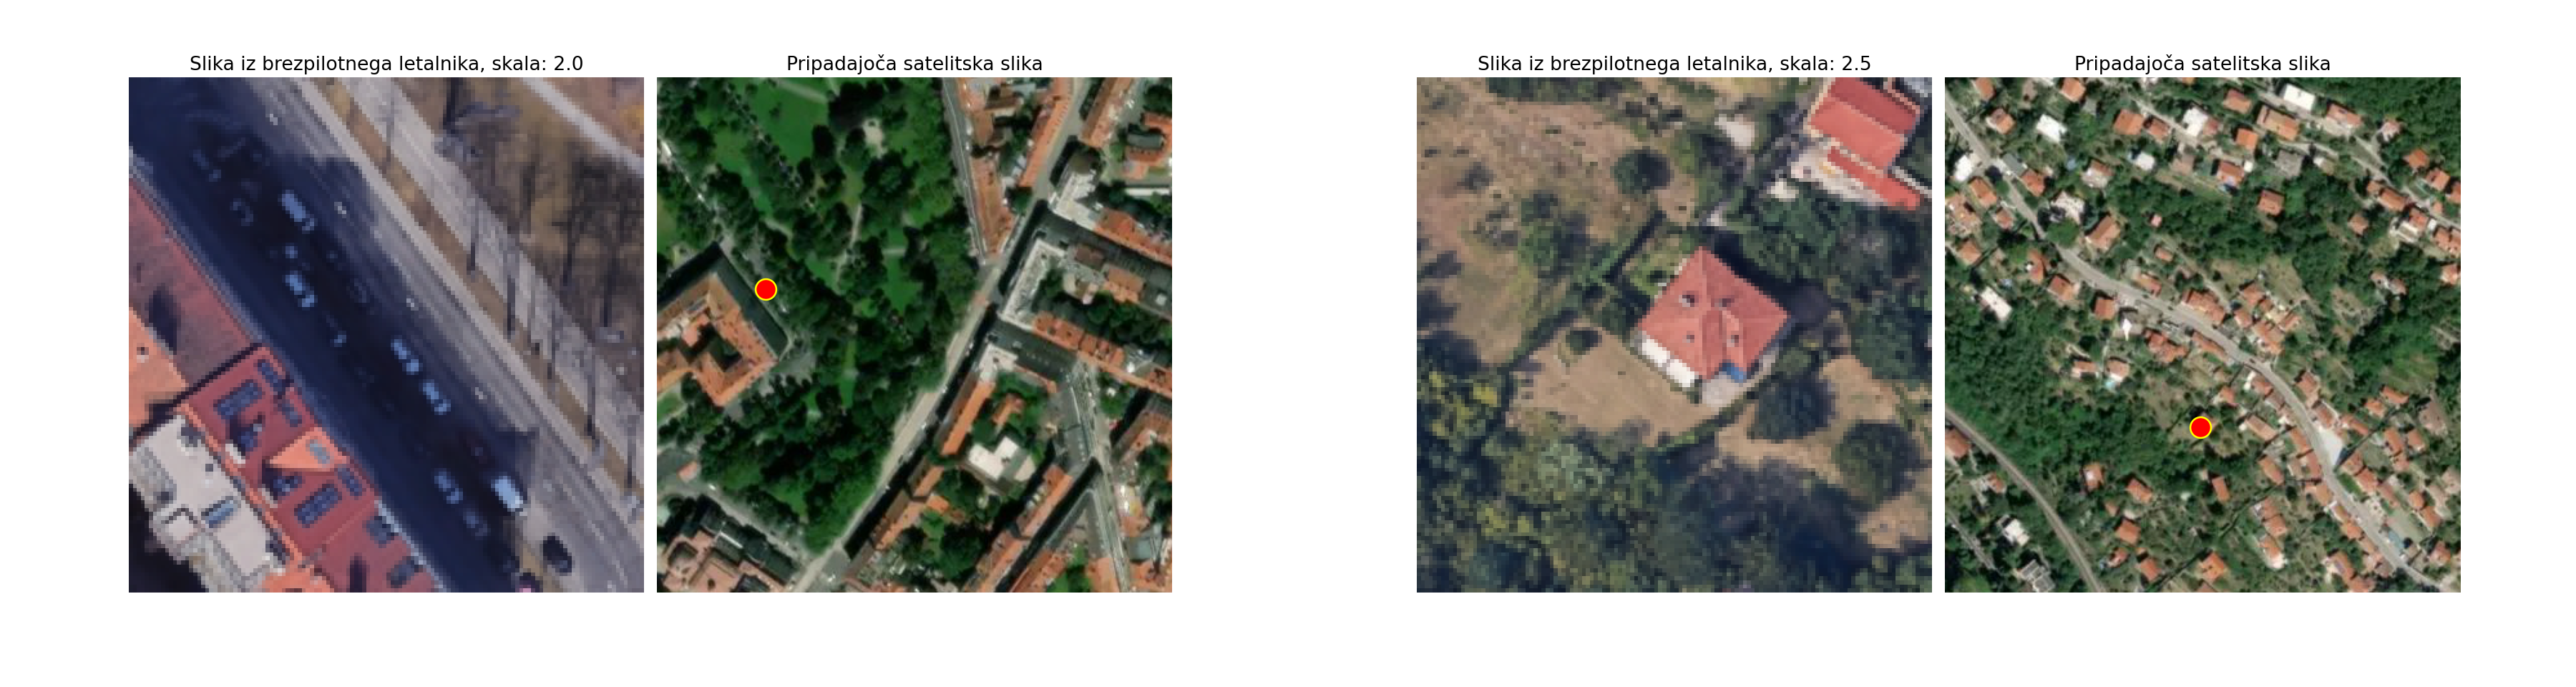 Slika iz brezpilotnega letalnika, skala: 2.0
Pripadajoča satelitska slika
Slika iz brezpilotnega letalnika, skala: 2.5
Pripadajoča satelitska slika